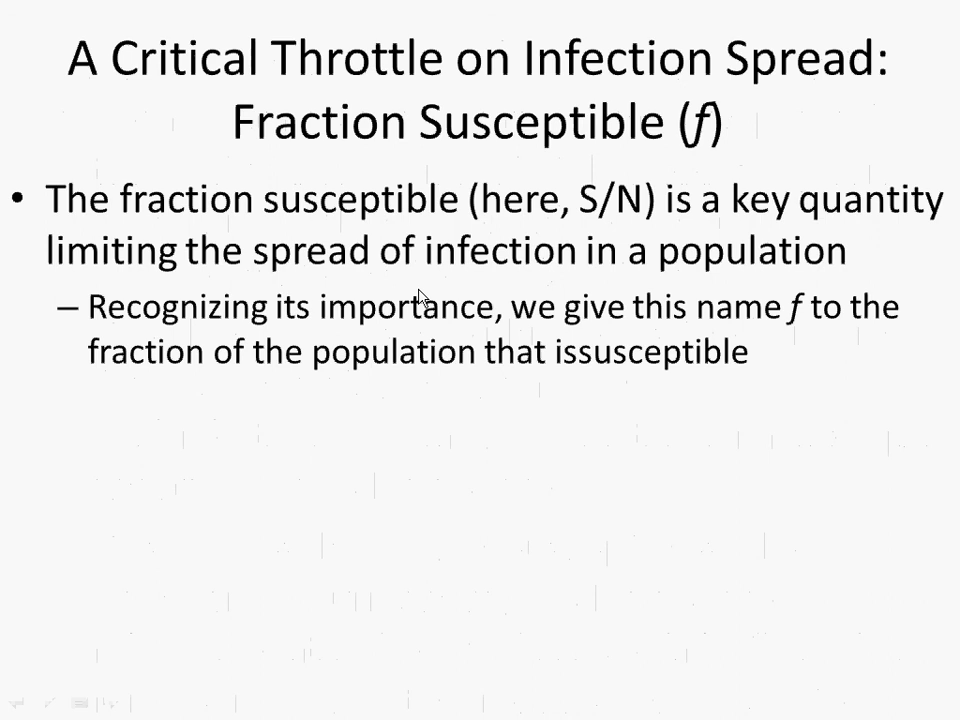 A Critical Throttle on Infection Spread:
Fraction Susceptible (f)
• The fraction susceptible (here, S/N) is a key quantity
limiting the spread of infection in a population
– Recognizing its importance, we give this name f to the
fraction of the population that issusceptible